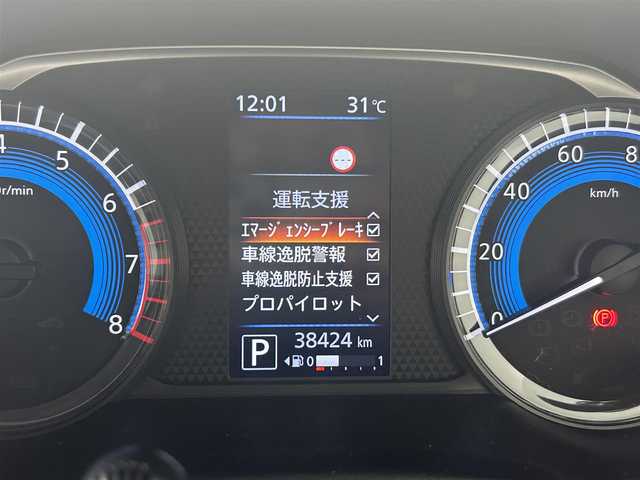 12:01 31℃
運転支援
エマージェンシーブレーキ
車線逸脱警報
車線逸脱防止支援
プロパイロット
P 38424 km
0 1
4
5
6
7
8
r/min
0
20
40
60
8
km/h
P